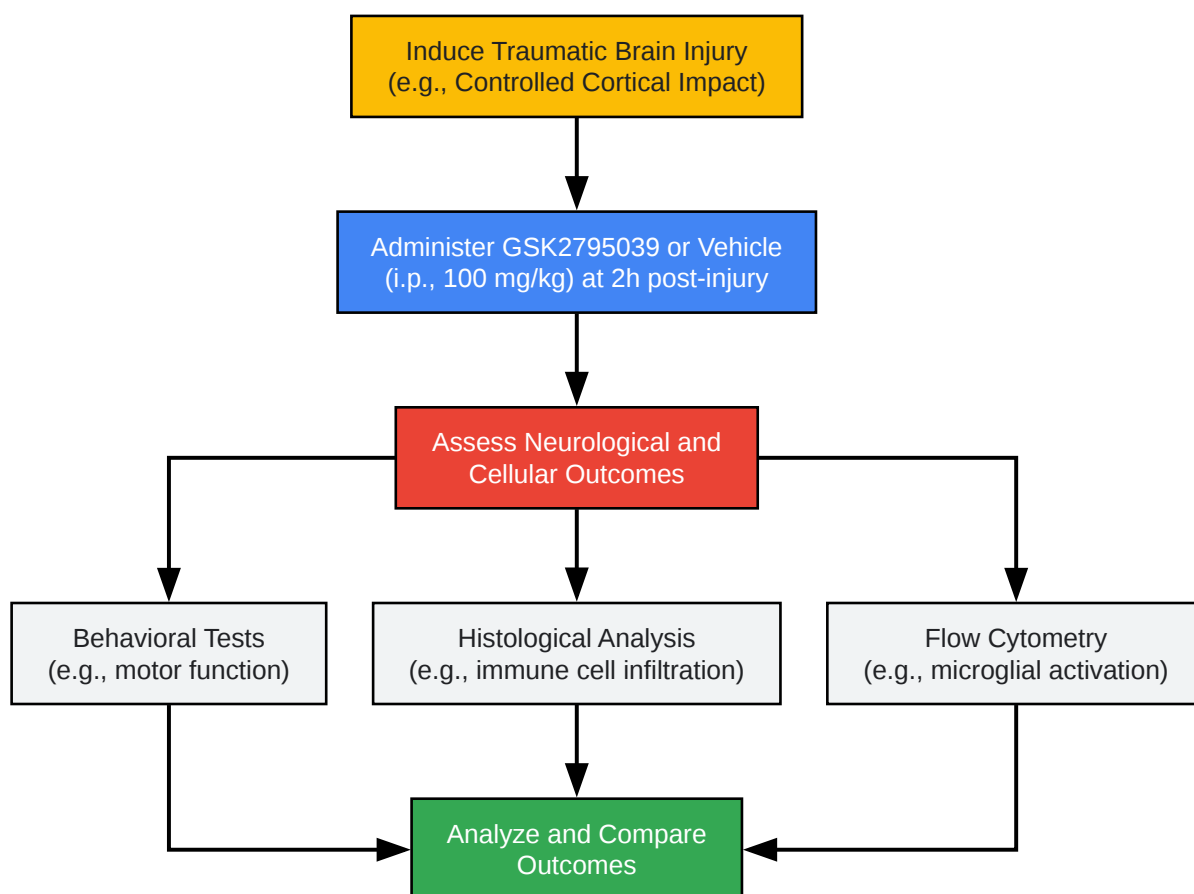 Induce Traumatic Brain Injury
(e.g., Controlled Cortical Impact)
Administer GSK2795039 or Vehicle
(i.p., 100 mg/kg) at 2h post-injury
Assess Neurological and
Cellular Outcomes
Behavioral Tests
(e.g., motor function)
Histological Analysis
(e.g., immune cell infiltration)
Flow Cytometry
(e.g., microglial activation)
Analyze and Compare
Outcomes